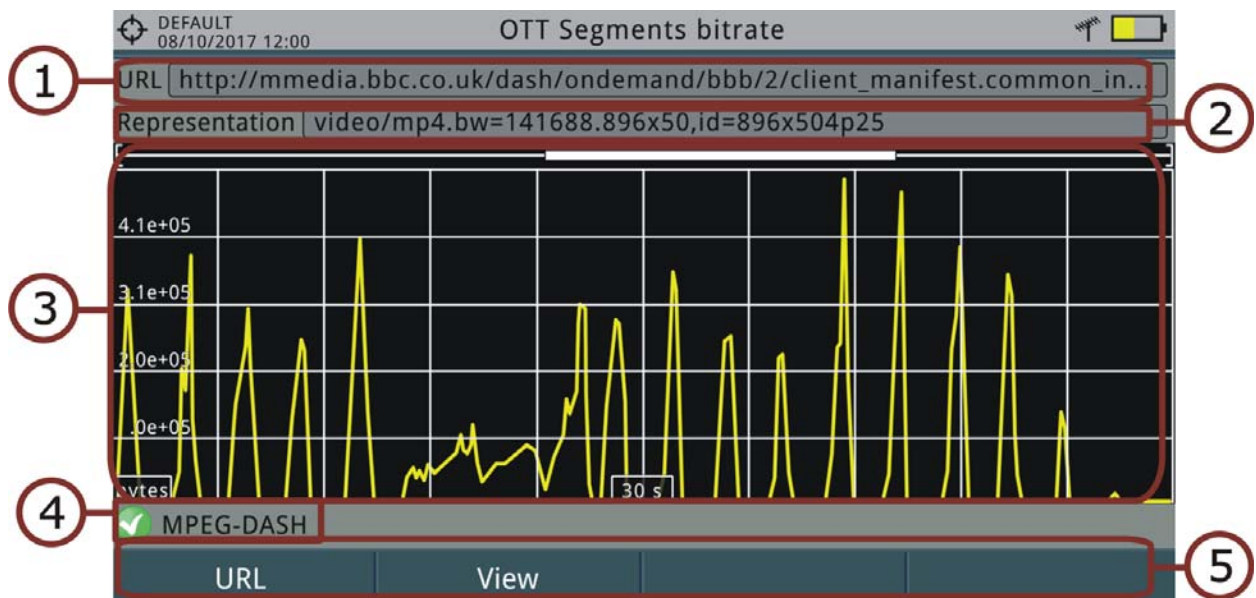 DEFAULT
08/10/2017 12:00
OTT Segments bitrate
1
URL http://mmedia.bbc.co.uk/dash/ondemand/bbb/2/client_manifest.common_in...
Representation video/mp4.bw=141688.896x50,id=896x504p25
2
3
4.1e+05
3.1e+05
2.0e+05
.0e+05
bytes
30 s
4
MPEG-DASH
URL
View
5